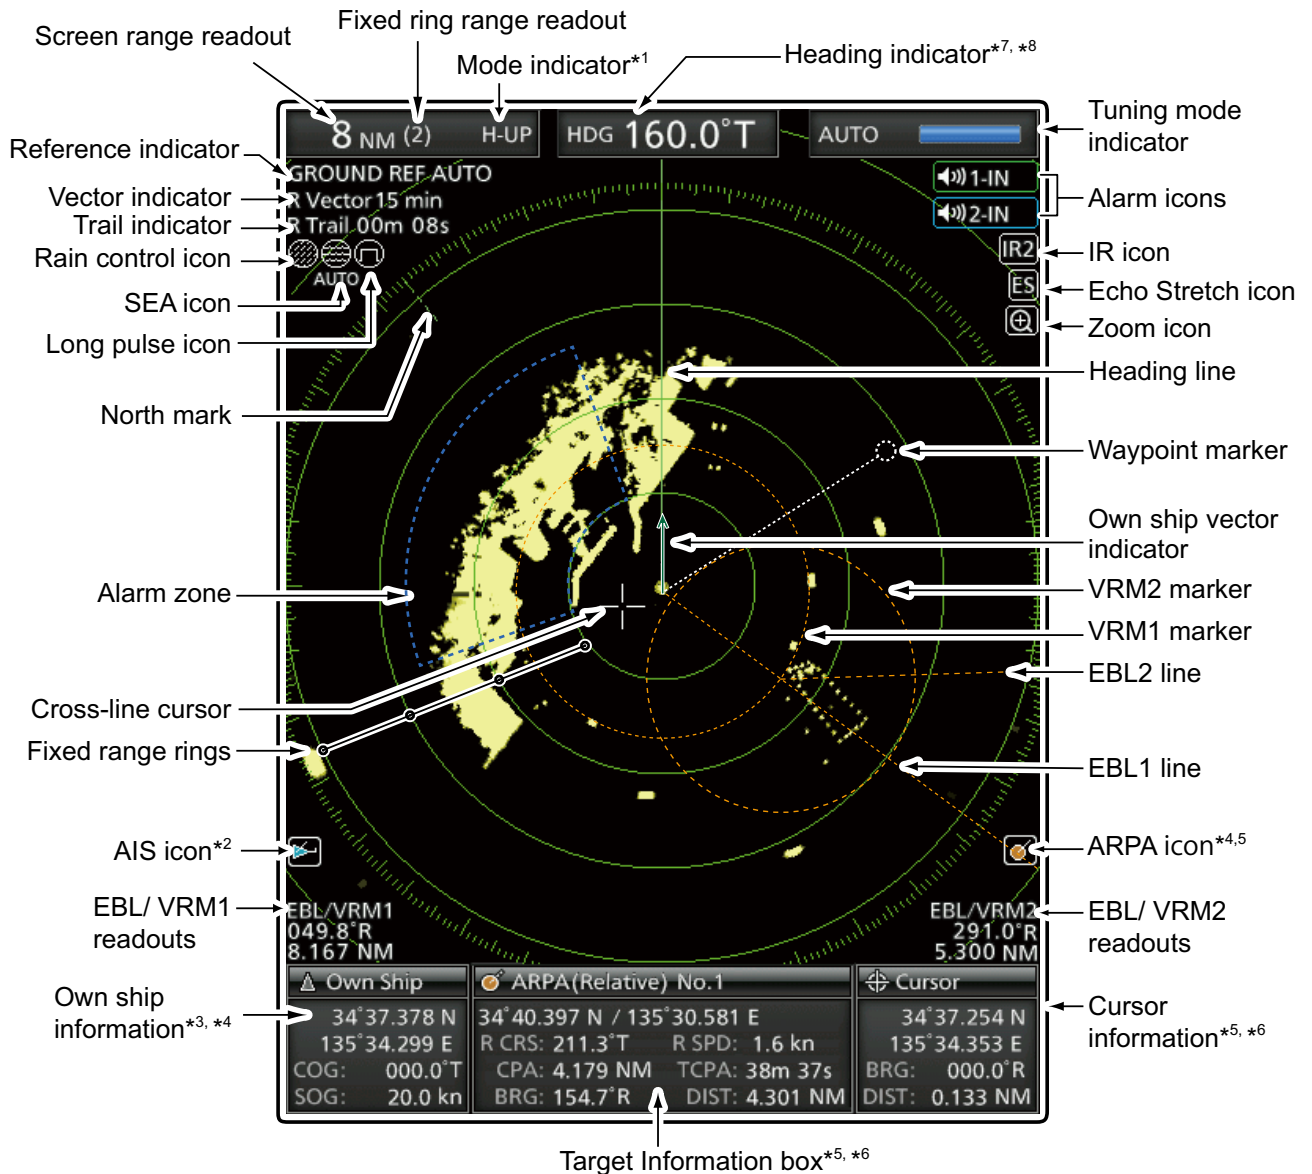 Fixed ring range readout
Screen range readout
Mode indicator*1
Heading indicator*7, *8
Tuning mode
indicator
8 NM (2) H-UP
HDG 160.0°T
AUTO
Reference indicator
GROUND REF AUTO
Vector indicator
R Vector 15 min
Trail indicator
R Trail 00m 08s
Rain control icon
AUTO
SEA icon
Long pulse icon
North mark
1-IN
2-IN
Alarm icons
IR2
IR icon
ES
Echo Stretch icon
Zoom icon
Heading line
Waypoint marker
Own ship vector
indicator
Alarm zone
VRM2 marker
VRM1 marker
EBL2 line
Cross-line cursor
Fixed range rings
EBL1 line
AIS icon*2
ARPA icon*4,5
EBL/ VRM1
readouts
EBL/VRM1
049.8°R
8.167 NM
EBL/VRM2
291.0°R
5.300 NM
EBL/ VRM2
readouts
Own ship
information*3, *4
Own Ship
34°37.378 N
135°34.299 E
COG: 000.0°T
SOG: 20.0 kn
ARPA(Relative) No.1
34°40.397 N / 135°30.581 E
R CRS: 211.3°T R SPD: 1.6 kn
CPA: 4.179 NM TCPA: 38m 37s
BRG: 154.7°R DIST: 4.301 NM
Cursor
34°37.254 N
135°34.353 E
BRG: 000.0°R
DIST: 0.133 NM
Cursor
information*5, *6
Target Information box*5, *6